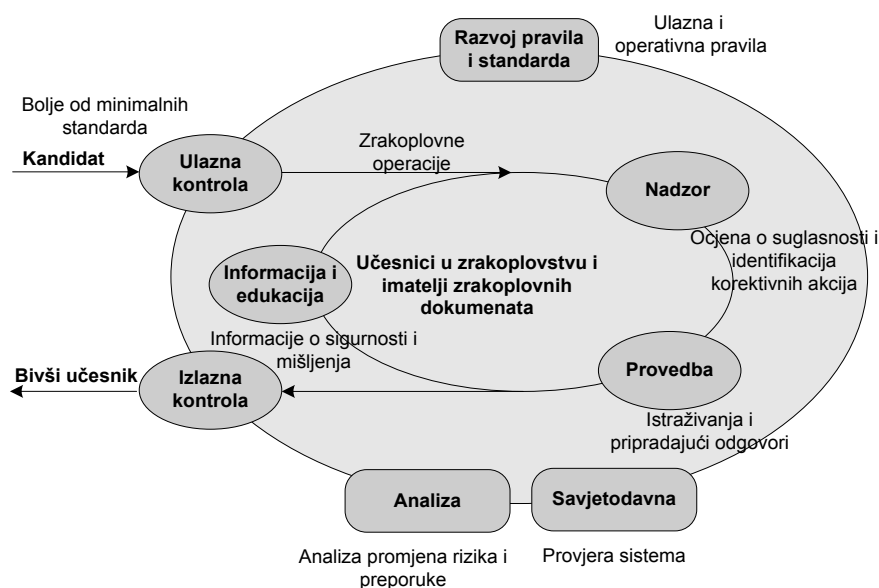 Razvoj pravila
i standarda
Ulazna i
operativna pravila
Bolje od minimalnih
standarda
Kandidat
Ulazna
kontrola
Zrakoplovne
operacije
Nadzor
Ocjena o suglasnosti i
identifikacija
korektivnih akcija
Informacija i
edukacija
Učesnici u zrakoplovstvu i
imatelji zrakoplovnih
dokumenata
Informacije o sigurnosti i
mišljenja
Bivši učesnik
Izlazna
kontrola
Provedba
Istraživanja i
pripradajući odgovori
Analiza
Savjetodavna
Analiza promjena rizika i
preporuke
Provjera sistema